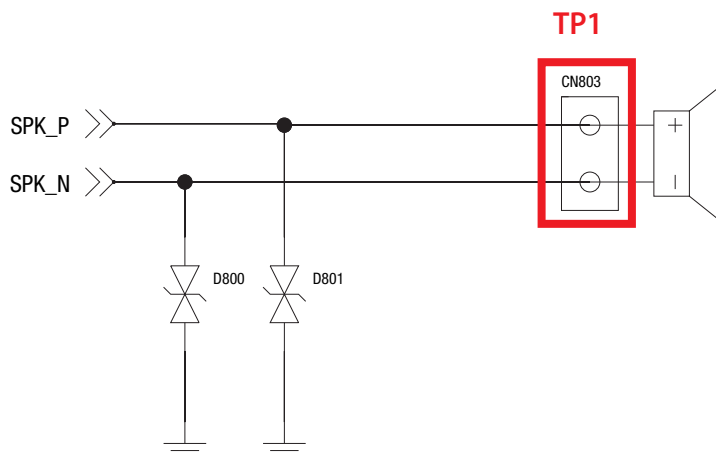 TP1
CN803
SPK_P
+
SPK_N
−
D800
D801